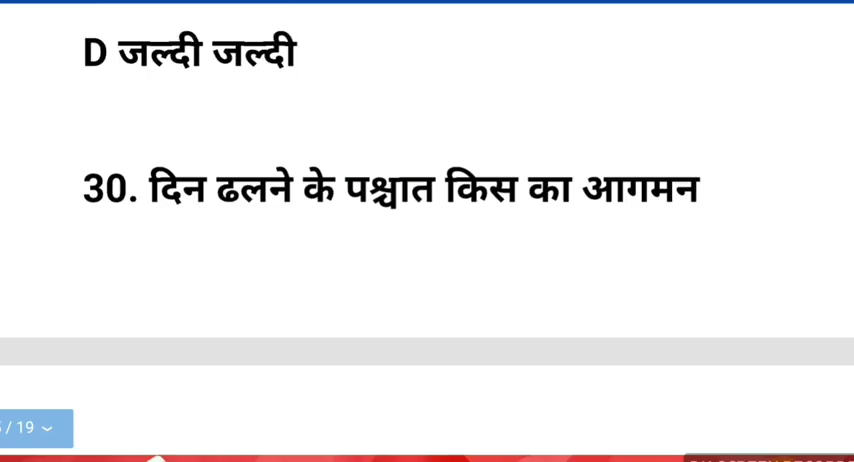 D जल्दी जल्दी
30. दिन ढलने के पश्चात किस का आगमन
/ 19